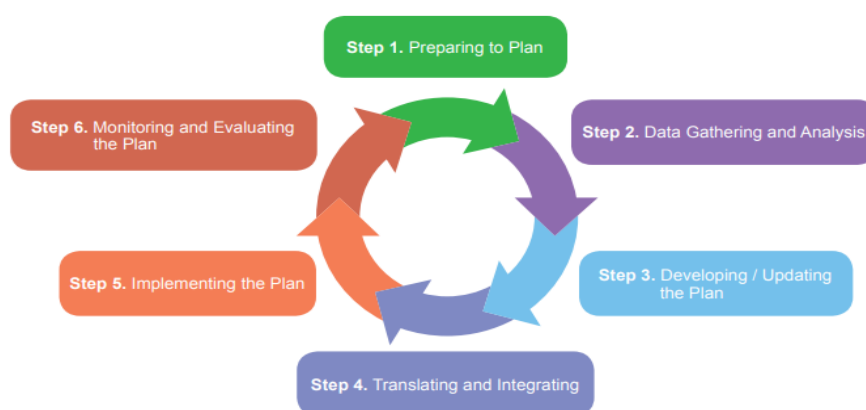 Step 1. Preparing to Plan
Step 2. Data Gathering and Analysis
Step 3. Developing / Updating
the Plan
Step 4. Translating and Integrating
Step 5. Implementing the Plan
Step 6. Monitoring and Evaluating
the Plan